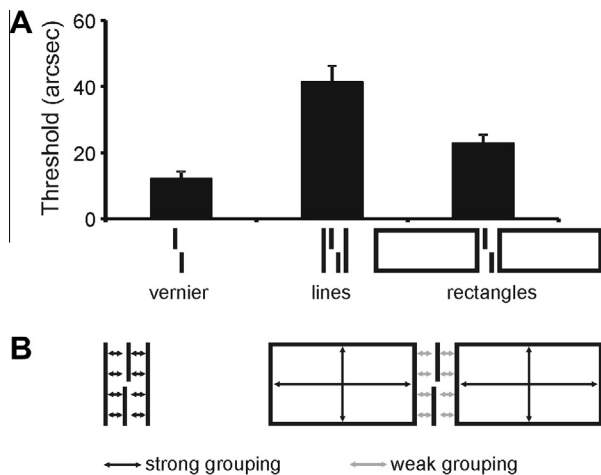 A
Threshold (arcsec)
60
40
20
0
vernier lines rectangles
B
strong grouping weak grouping